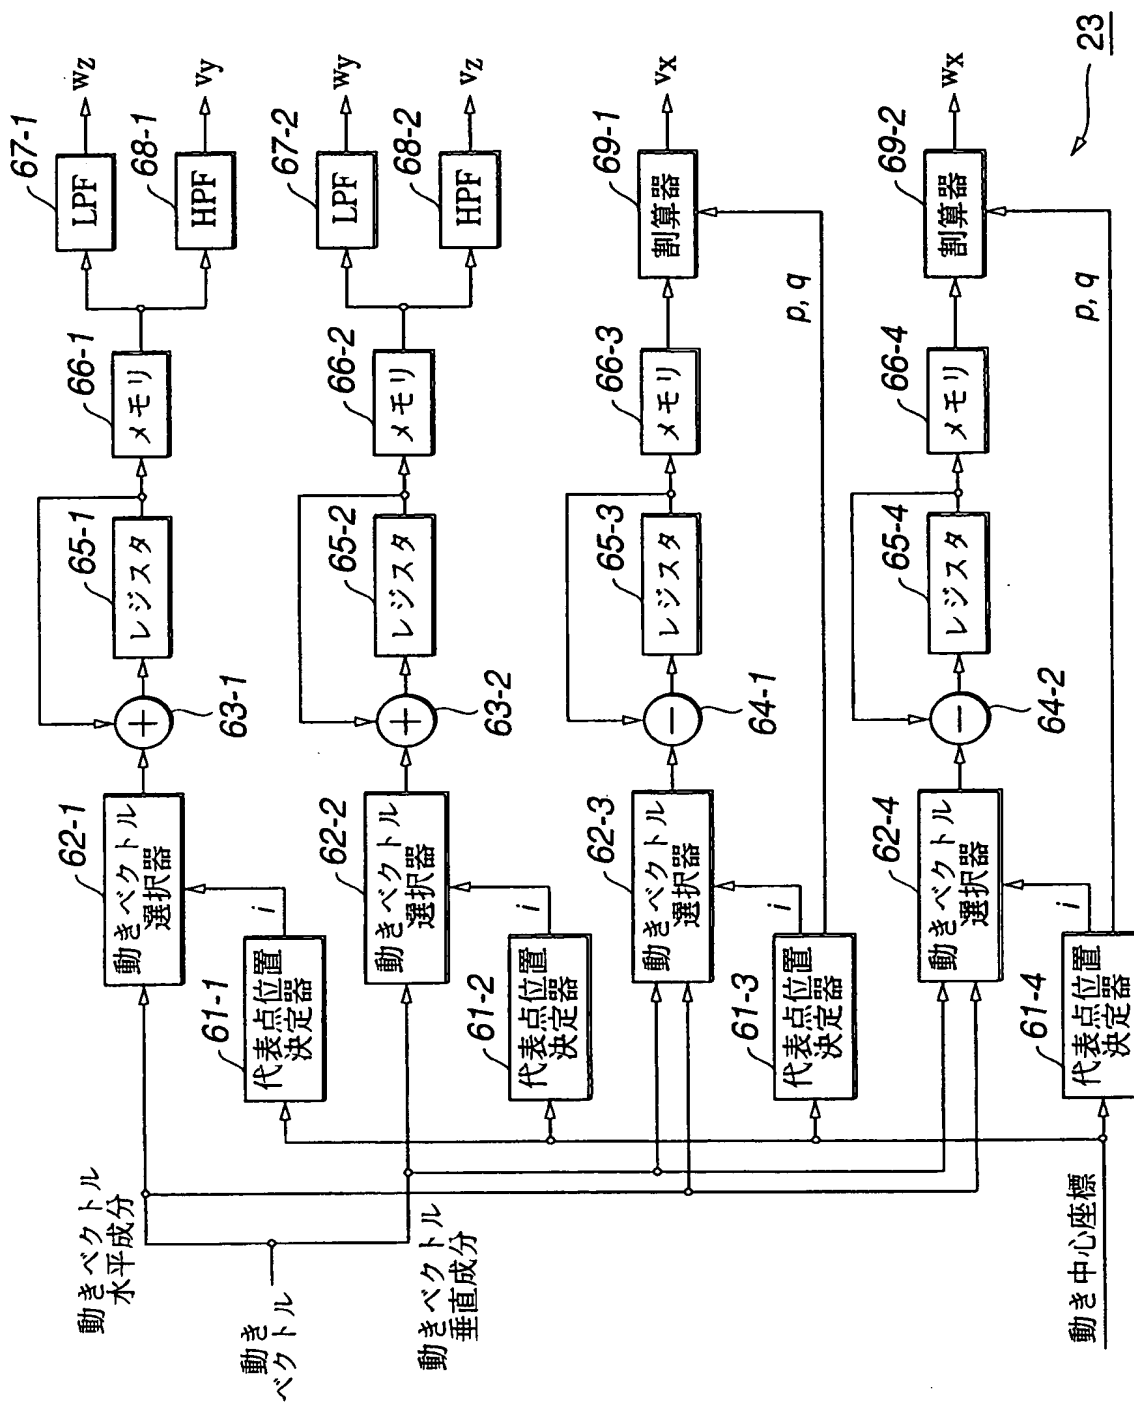 動き
ベクトル
動きベクトル
水平成分
動きベクトル
垂直成分
動き中心座標
61-1
代表点位置
決定器
i
62-1
動きベクトル
選択器
+
63-1
65-1
レジスタ
66-1
メモリ
67-1
LPF
wz
68-1
HPF
vy
61-2
代表点位置
決定器
i
62-2
動きベクトル
選択器
+
63-2
65-2
レジスタ
66-2
メモリ
67-2
LPF
wy
68-2
HPF
vz
61-3
代表点位置
決定器
i
62-3
動きベクトル
選択器
−
64-1
65-3
レジスタ
66-3
メモリ
69-1
割算器
vx
p, q
61-4
代表点位置
決定器
i
62-4
動きベクトル
選択器
−
64-2
65-4
レジスタ
66-4
メモリ
69-2
割算器
wx
p, q
23